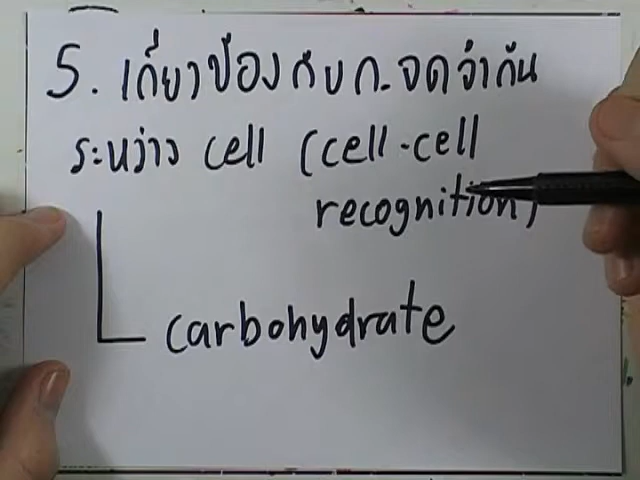 5. เกี่ยวข้องกับก.จดจำกัน
ระหว่าง cell (cell-cell
recognition)
carbohydrate